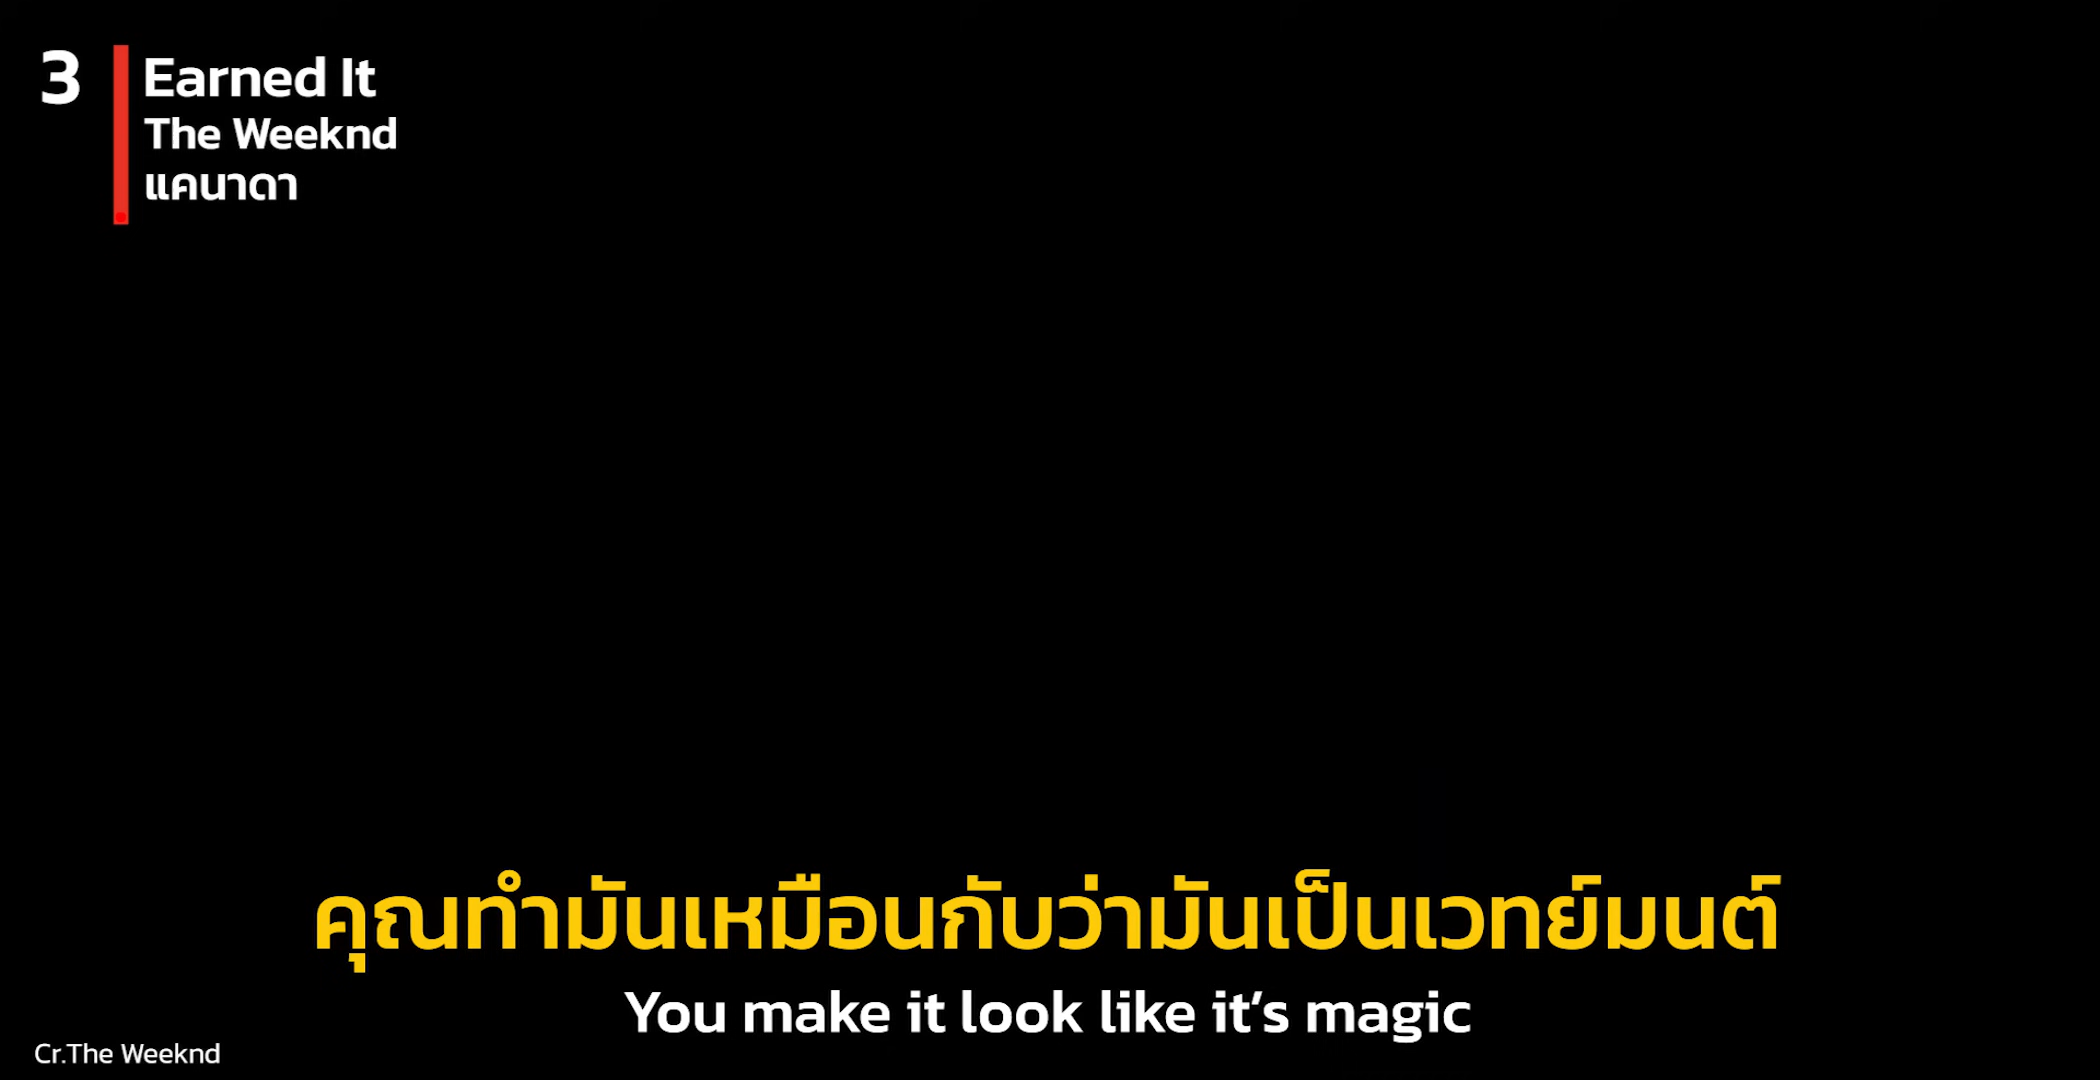 3
Earned It
The Weeknd
แคนาดา
คุณทำมันเหมือนกับว่ามันเป็นเวทย์มนต์
You make it look like it’s magic
Cr.The Weeknd